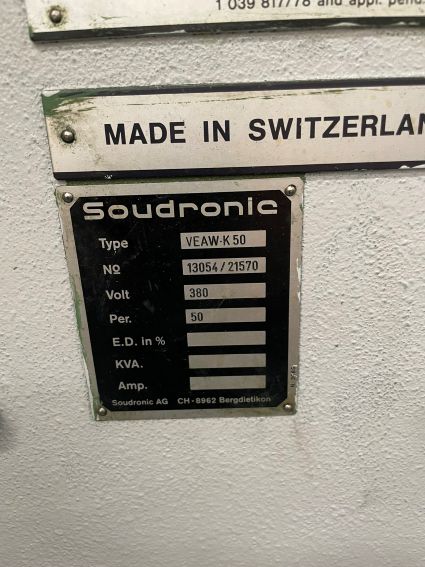 1 039 817/78 and appl. pend.
MADE IN SWITZERLAN
Soudronic
Type VEAW-K 50
No 13054/21570
Volt 380
Per. 50
E.D. in %
KVA.
Amp.
Soudronic AG CH-8962 Bergdietikon